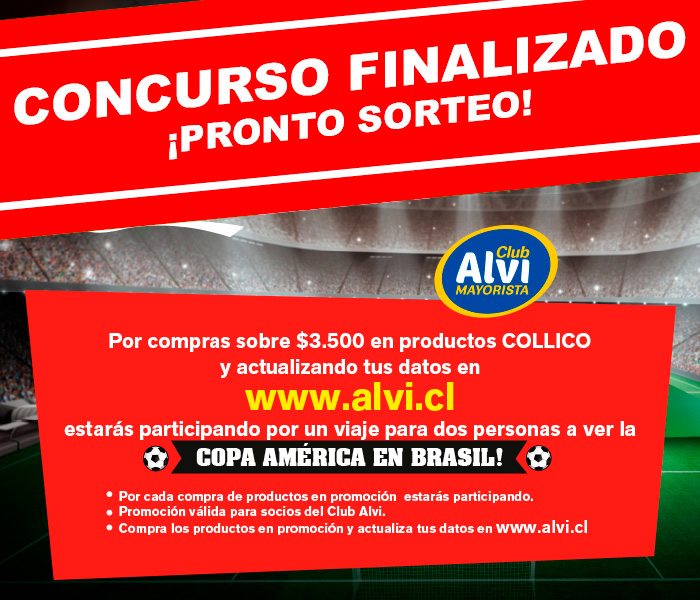 CONCURSO FINALIZADO
¡PRONTO SORTEO!
Club
Alvi
MAYORISTA
Por compras sobre $3.500 en productos COLLICO
y actualizando tus datos en
www.alvi.cl
estarás participando por un viaje para dos personas a ver la
COPA AMÉRICA EN BRASIL!
• Por cada compra de productos en promoción estarás participando.
• Promoción válida para socios del Club Alvi.
• Compra los productos en promoción y actualiza tus datos en www.alvi.cl